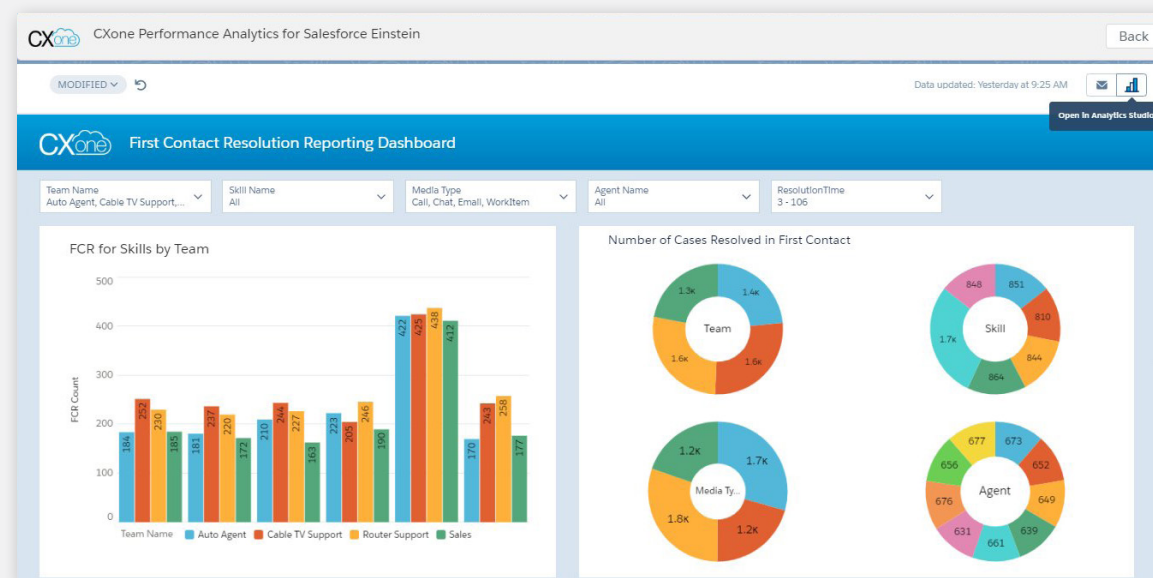 CXone
CXone Performance Analytics for Salesforce Einstein
Back
MODIFIED
Data updated: Yesterday at 9:25 AM
Open in Analytics Studio
CXone
First Contact Resolution Reporting Dashboard
Team Name
Auto Agent, Cable TV Support,...
Skill Name
All
Media Type
Call, Chat, Email, WorkItem
Agent Name
All
ResolutionTime
3 - 106
FCR for Skills by Team
500
400
300
200
100
0
FCR Count
184
252
230
185
181
237
220
172
210
244
227
163
223
205
246
190
422
425
438
412
170
243
258
177
Team Name
Auto Agent
Cable TV Support
Router Support
Sales
Number of Cases Resolved in First Contact
1.3K
1.4K
Team
1.6K
1.6K
848
851
810
1.7K
Skill
844
864
1.2K
1.7K
Media Ty...
1.8K
1.2K
677
673
656
652
Agent
676
649
631
639
661